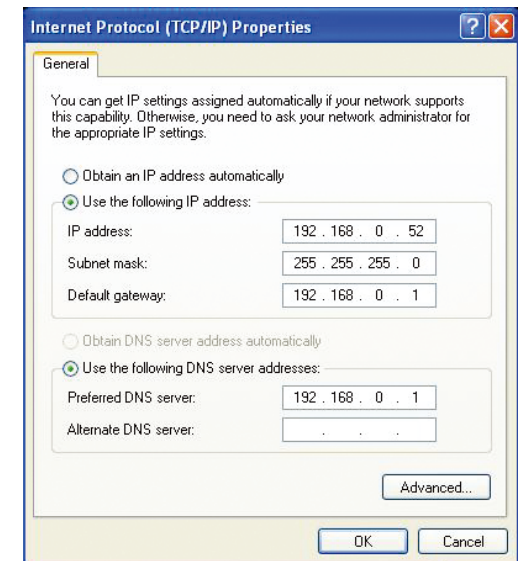 Internet Protocol (TCP/IP) Properties
General
You can get IP settings assigned automatically if your network supports
this capability. Otherwise, you need to ask your network administrator for
the appropriate IP settings.
Obtain an IP address automatically
Use the following IP address:
IP address: 192 . 168 . 0 . 52
Subnet mask: 255 . 255 . 255 . 0
Default gateway: 192 . 168 . 0 . 1
Obtain DNS server address automatically
Use the following DNS server addresses:
Preferred DNS server: 192 . 168 . 0 . 1
Alternate DNS server: . . .
Advanced...
OK Cancel